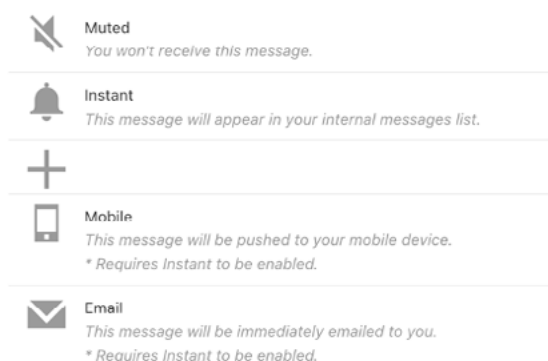 Muted
You won't receive this message.
Instant
This message will appear in your internal messages list.
Mobile
This message will be pushed to your mobile device.
* Requires Instant to be enabled.
Email
This message will be immediately emailed to you.
* Requires Instant to be enabled.